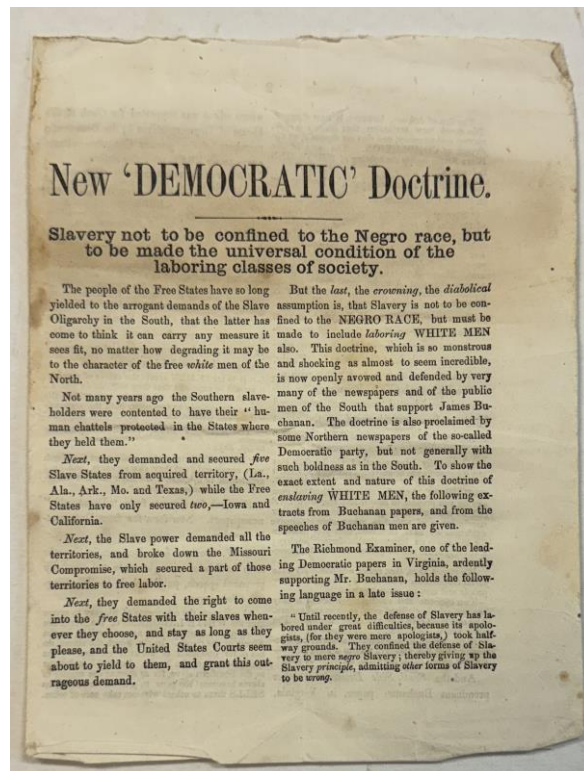 New 'DEMOCRATIC' Doctrine.
Slavery not to be confined to the Negro race, but
to be made the universal condition of the
laboring classes of society.
The people of the Free States have so long
yielded to the arrogant demands of the Slave
Oligarchy in the South, that the latter has
come to think it can carry any measure it
sees fit, no matter how degrading it may be
to the character of the free white men of the
North.
Not many years ago the Southern slave-
holders were contented to have their "hu-
man chattels protected in the States where
they held them."
Next, they demanded and secured five
Slave States from acquired territory, (La.,
Ala., Ark., Mo. and Texas,) while the Free
States have only secured two,—Iowa and
California.
Next, the Slave power demanded all the
territories, and broke down the Missouri
Compromise, which secured a part of those
territories to free labor.
Next, they demanded the right to come
into the free States with their slaves when-
ever they choose, and stay as long as they
please, and the United States Courts seem
about to yield to them, and grant this out-
rageous demand.
But the last, the crowning, the diabolical
assumption is, that Slavery is not to be con-
fined to the NEGRO RACE, but must be
made to include laboring WHITE MEN
also. This doctrine, which is so monstrous
and shocking as almost to seem incredible,
is now openly avowed and defended by very
many of the newspapers and of the public
men of the South that support James Bu-
chanan. The doctrine is also proclaimed by
some Northern newspapers of the so-called
Democratic party, but not generally with
such boldness as in the South. To show the
exact extent and nature of this doctrine of
enslaving WHITE MEN, the following ex-
tracts from Buchanan papers, and from the
speeches of Buchanan men are given.
The Richmond Examiner, one of the lead-
ing Democratic papers in Virginia, ardently
supporting Mr. Buchanan, holds the follow-
ing language in a late issue :
"Until recently, the defense of Slavery has la-
bored under great difficulties, because its apolo-
gists, (for they were mere apologists,) took half-
way grounds. They confined the defense of Sla-
very to mere negro Slavery ; thereby giving up the
Slavery principle, admitting other forms of Slavery
to be wrong.